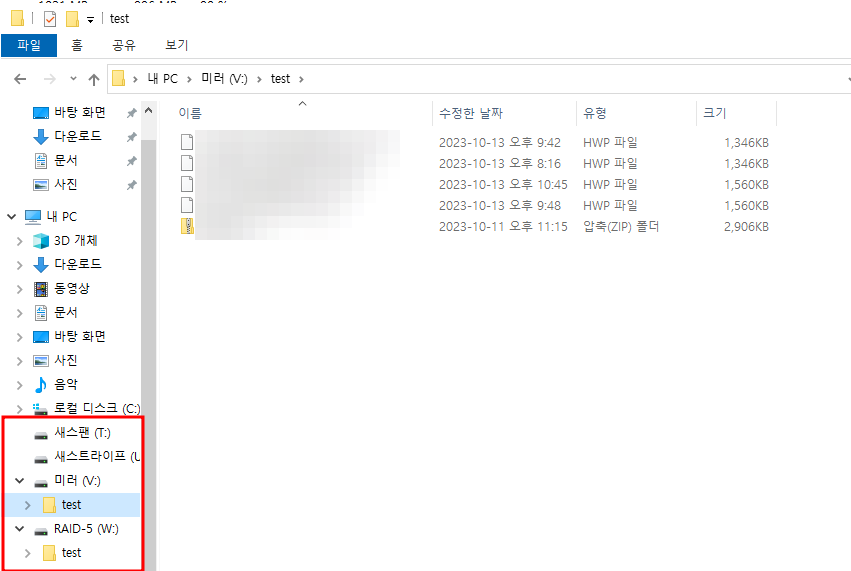 test
파일 홈 공유 보기
내 PC 미러 (V:) test
이름 수정한 날짜 유형 크기
2023-10-13 오후 9:42 HWP 파일 1,346KB
2023-10-13 오후 8:16 HWP 파일 1,346KB
2023-10-13 오후 10:45 HWP 파일 1,560KB
2023-10-13 오후 9:48 HWP 파일 1,560KB
2023-10-11 오후 11:15 압축(ZIP) 폴더 2,906KB
바탕 화면
다운로드
문서
사진
내 PC
3D 개체
다운로드
동영상
문서
바탕 화면
사진
음악
로컬 디스크 (C:)
새스팬 (T:)
새스트라이프 (U
미러 (V:)
test
RAID-5 (W:)
test